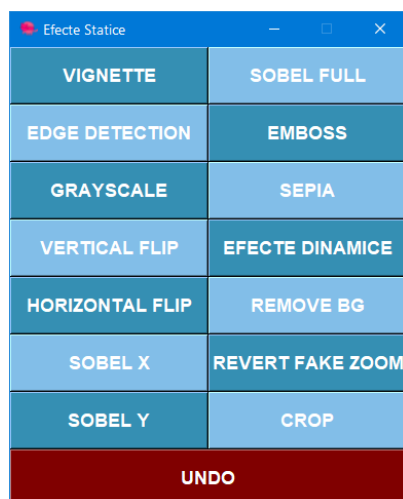 Efecte Statice
VIGNETTE SOBEL FULL
EDGE DETECTION EMBOSS
GRAYSCALE SEPIA
VERTICAL FLIP EFECTE DINAMICE
HORIZONTAL FLIP REMOVE BG
SOBEL X REVERT FAKE ZOOM
SOBEL Y CROP
UNDO